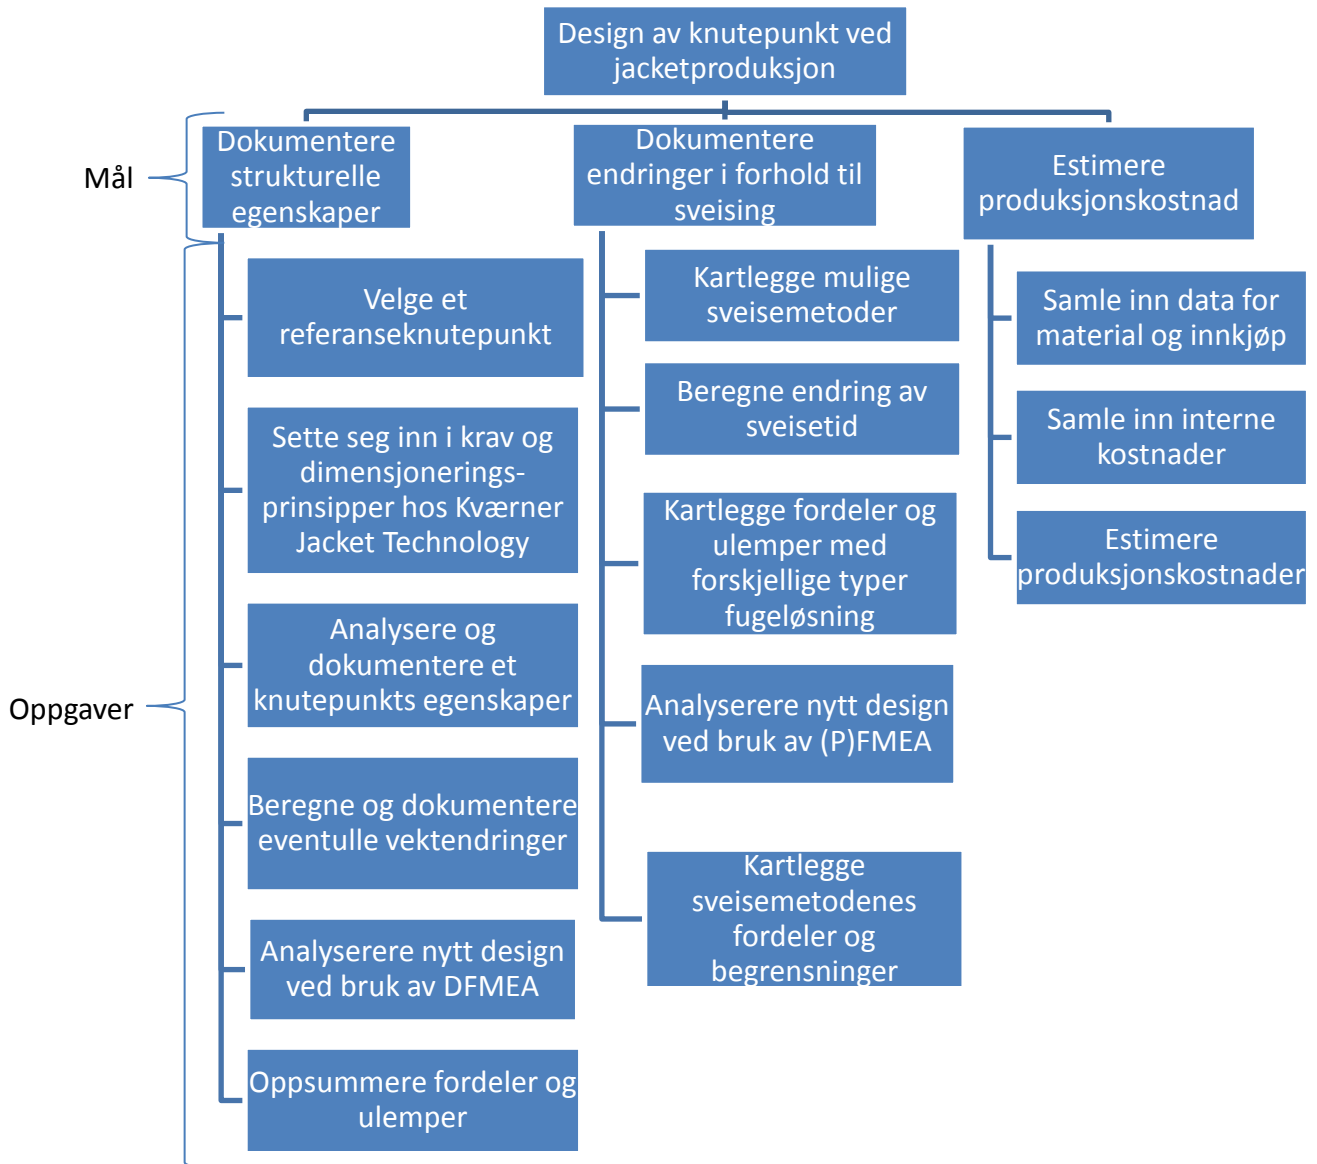 Design av knutepunkt ved
jacketproduksjon
Mål
Dokumentere
strukturelle
egenskaper
Dokumentere
endringer i forhold til
sveising
Estimere
produksjonskostnad
Oppgaver
Velge et
referanseknutepunkt
Sette seg inn i krav og
dimensjonerings-
prinsipper hos Kværner
Jacket Technology
Analysere og
dokumentere et
knutepunkts egenskaper
Beregne og dokumentere
eventulle vektendringer
Analyserere nytt design
ved bruk av DFMEA
Oppsummere fordeler og
ulemper
Kartlegge mulige
sveisemetoder
Beregne endring av
sveisetid
Kartlegge fordeler og
ulemper med
forskjellige typer
fugeløsning
Analyserere nytt design
ved bruk av (P)FMEA
Kartlegge
sveisemetodenes
fordeler og
begrensninger
Samle inn data for
material og innkjøp
Samle inn interne
kostnader
Estimere
produksjonskostnader